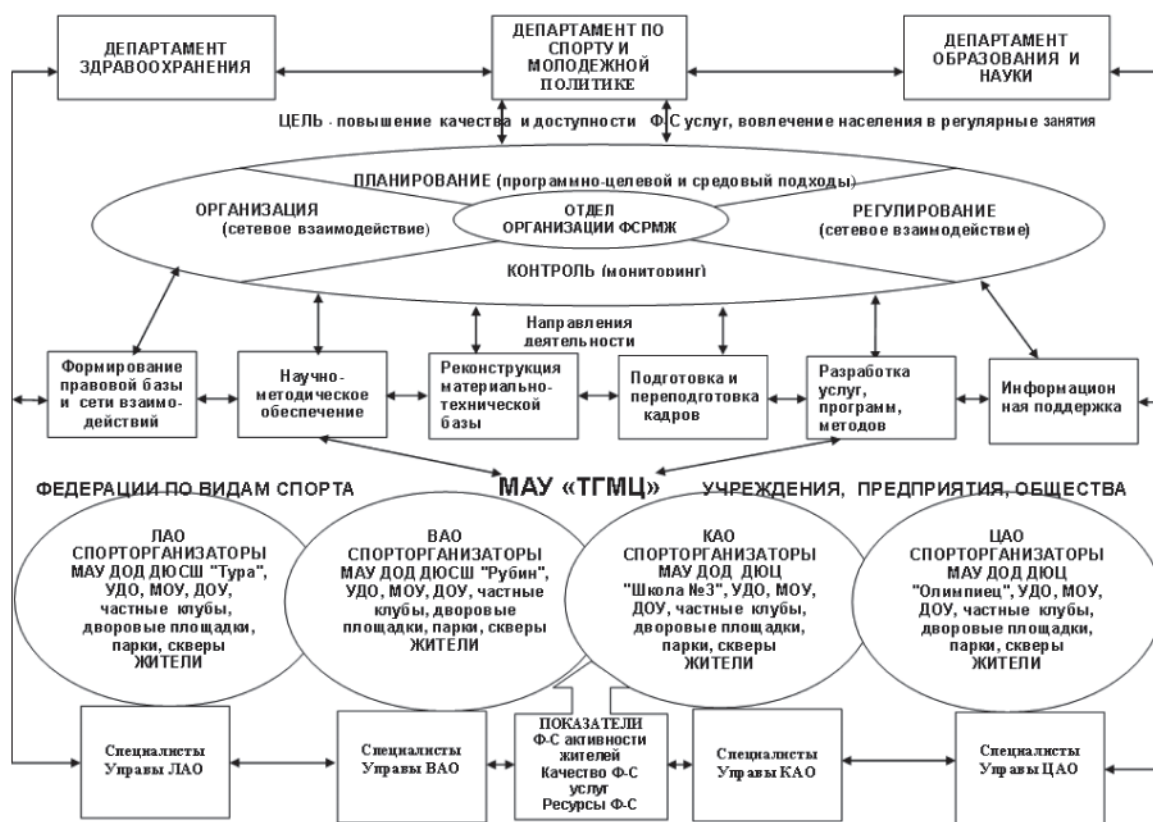 ДЕПАРТАМЕНТ
ЗДРАВООХРАНЕНИЯ
ДЕПАРТАМЕНТ ПО
СПОРТУ И
МОЛОДЕЖНОЙ
ПОЛИТИКЕ
ДЕПАРТАМЕНТ
ОБРАЗОВАНИЯ И
НАУКИ
ЦЕЛЬ - повышение качества и доступности Ф-С услуг, вовлечение населения в регулярные занятия
ПЛАНИРОВАНИЕ (программно-целевой и средовый подходы)
ОРГАНИЗАЦИЯ
(сетевое взаимодействие)
ОТДЕЛ
ОРГАНИЗАЦИИ ФСРМЖ
РЕГУЛИРОВАНИЕ
(сетевое взаимодействие)
КОНТРОЛЬ (мониторинг)
Направления
деятельности
Формирование
правовой базы
и сети взаимо-
действий
Научно-
методическое
обеспечение
Реконструкция
материально-
технической
базы
Подготовка и
переподготовка
кадров
Разработка
услуг,
программ,
методов
Информацион
ная поддержка
ФЕДЕРАЦИИ ПО ВИДАМ СПОРТА
МАУ «ТГМЦ»
УЧРЕЖДЕНИЯ, ПРЕДПРИЯТИЯ, ОБЩЕСТВА
ЛАО
СПОРТОРГАНИЗАТОРЫ
МАУ ДОД ДЮСШ "Тура",
УДО, МОУ, ДОУ,
частные клубы,
дворовые площадки,
парки, скверы
ЖИТЕЛИ
ВАО
СПОРТОРГАНИЗАТОРЫ
МАУ ДОД ДЮСШ "Рубин",
УДО, МОУ, ДОУ, частные
клубы, дворовые
площадки, парки, скверы
ЖИТЕЛИ
КАО
СПОРТОРГАНИЗАТОРЫ
МАУ ДОД ДЮЦ
"Школа №3", УДО, МОУ,
ДОУ, частные клубы,
дворовые площадки,
парки, скверы
ЖИТЕЛИ
ЦАО
СПОРТОРГАНИЗАТОРЫ
МАУ ДОД ДЮЦ
"Олимпиец", УДО, МОУ,
ДОУ, частные клубы,
дворовые площадки,
парки, скверы
ЖИТЕЛИ
Специалисты
Управы ЛАО
Специалисты
Управы ВАО
ПОКАЗАТЕЛИ
Ф-С активности
жителей
Качество Ф-С
услуг
Ресурсы Ф-С
Специалисты
Управы КАО
Специалисты
Управы ЦАО